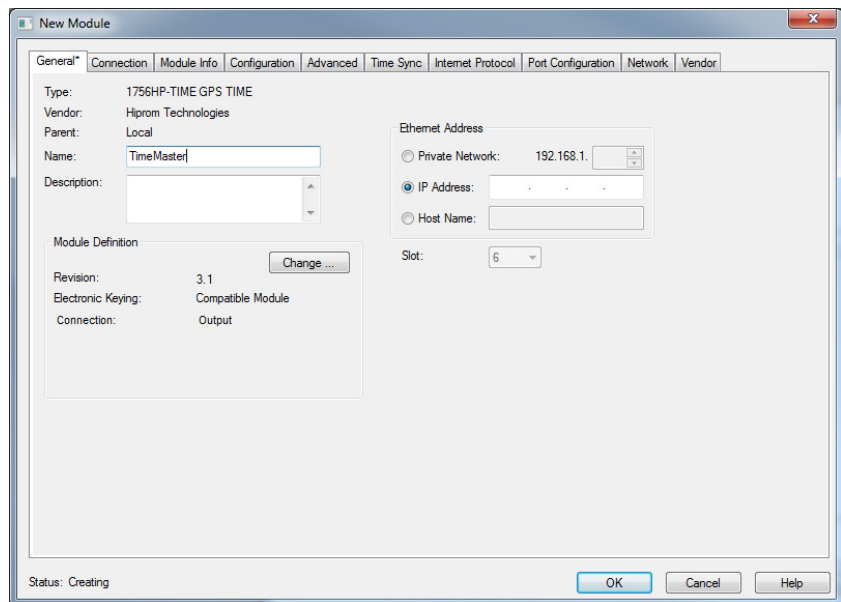 New Module
General* Connection Module Info Configuration Advanced Time Sync Internet Protocol Port Configuration Network Vendor
Type: 1756HP-TIME GPS TIME
Vendor: Hiprom Technologies
Parent: Local
Name: TimeMaster
Description:
Ethernet Address
Private Network: 192.168.1.
IP Address: . . .
Host Name:
Slot: 6
Module Definition
Change ...
Revision: 3.1
Electronic Keying: Compatible Module
Connection: Output
Status: Creating
OK Cancel Help